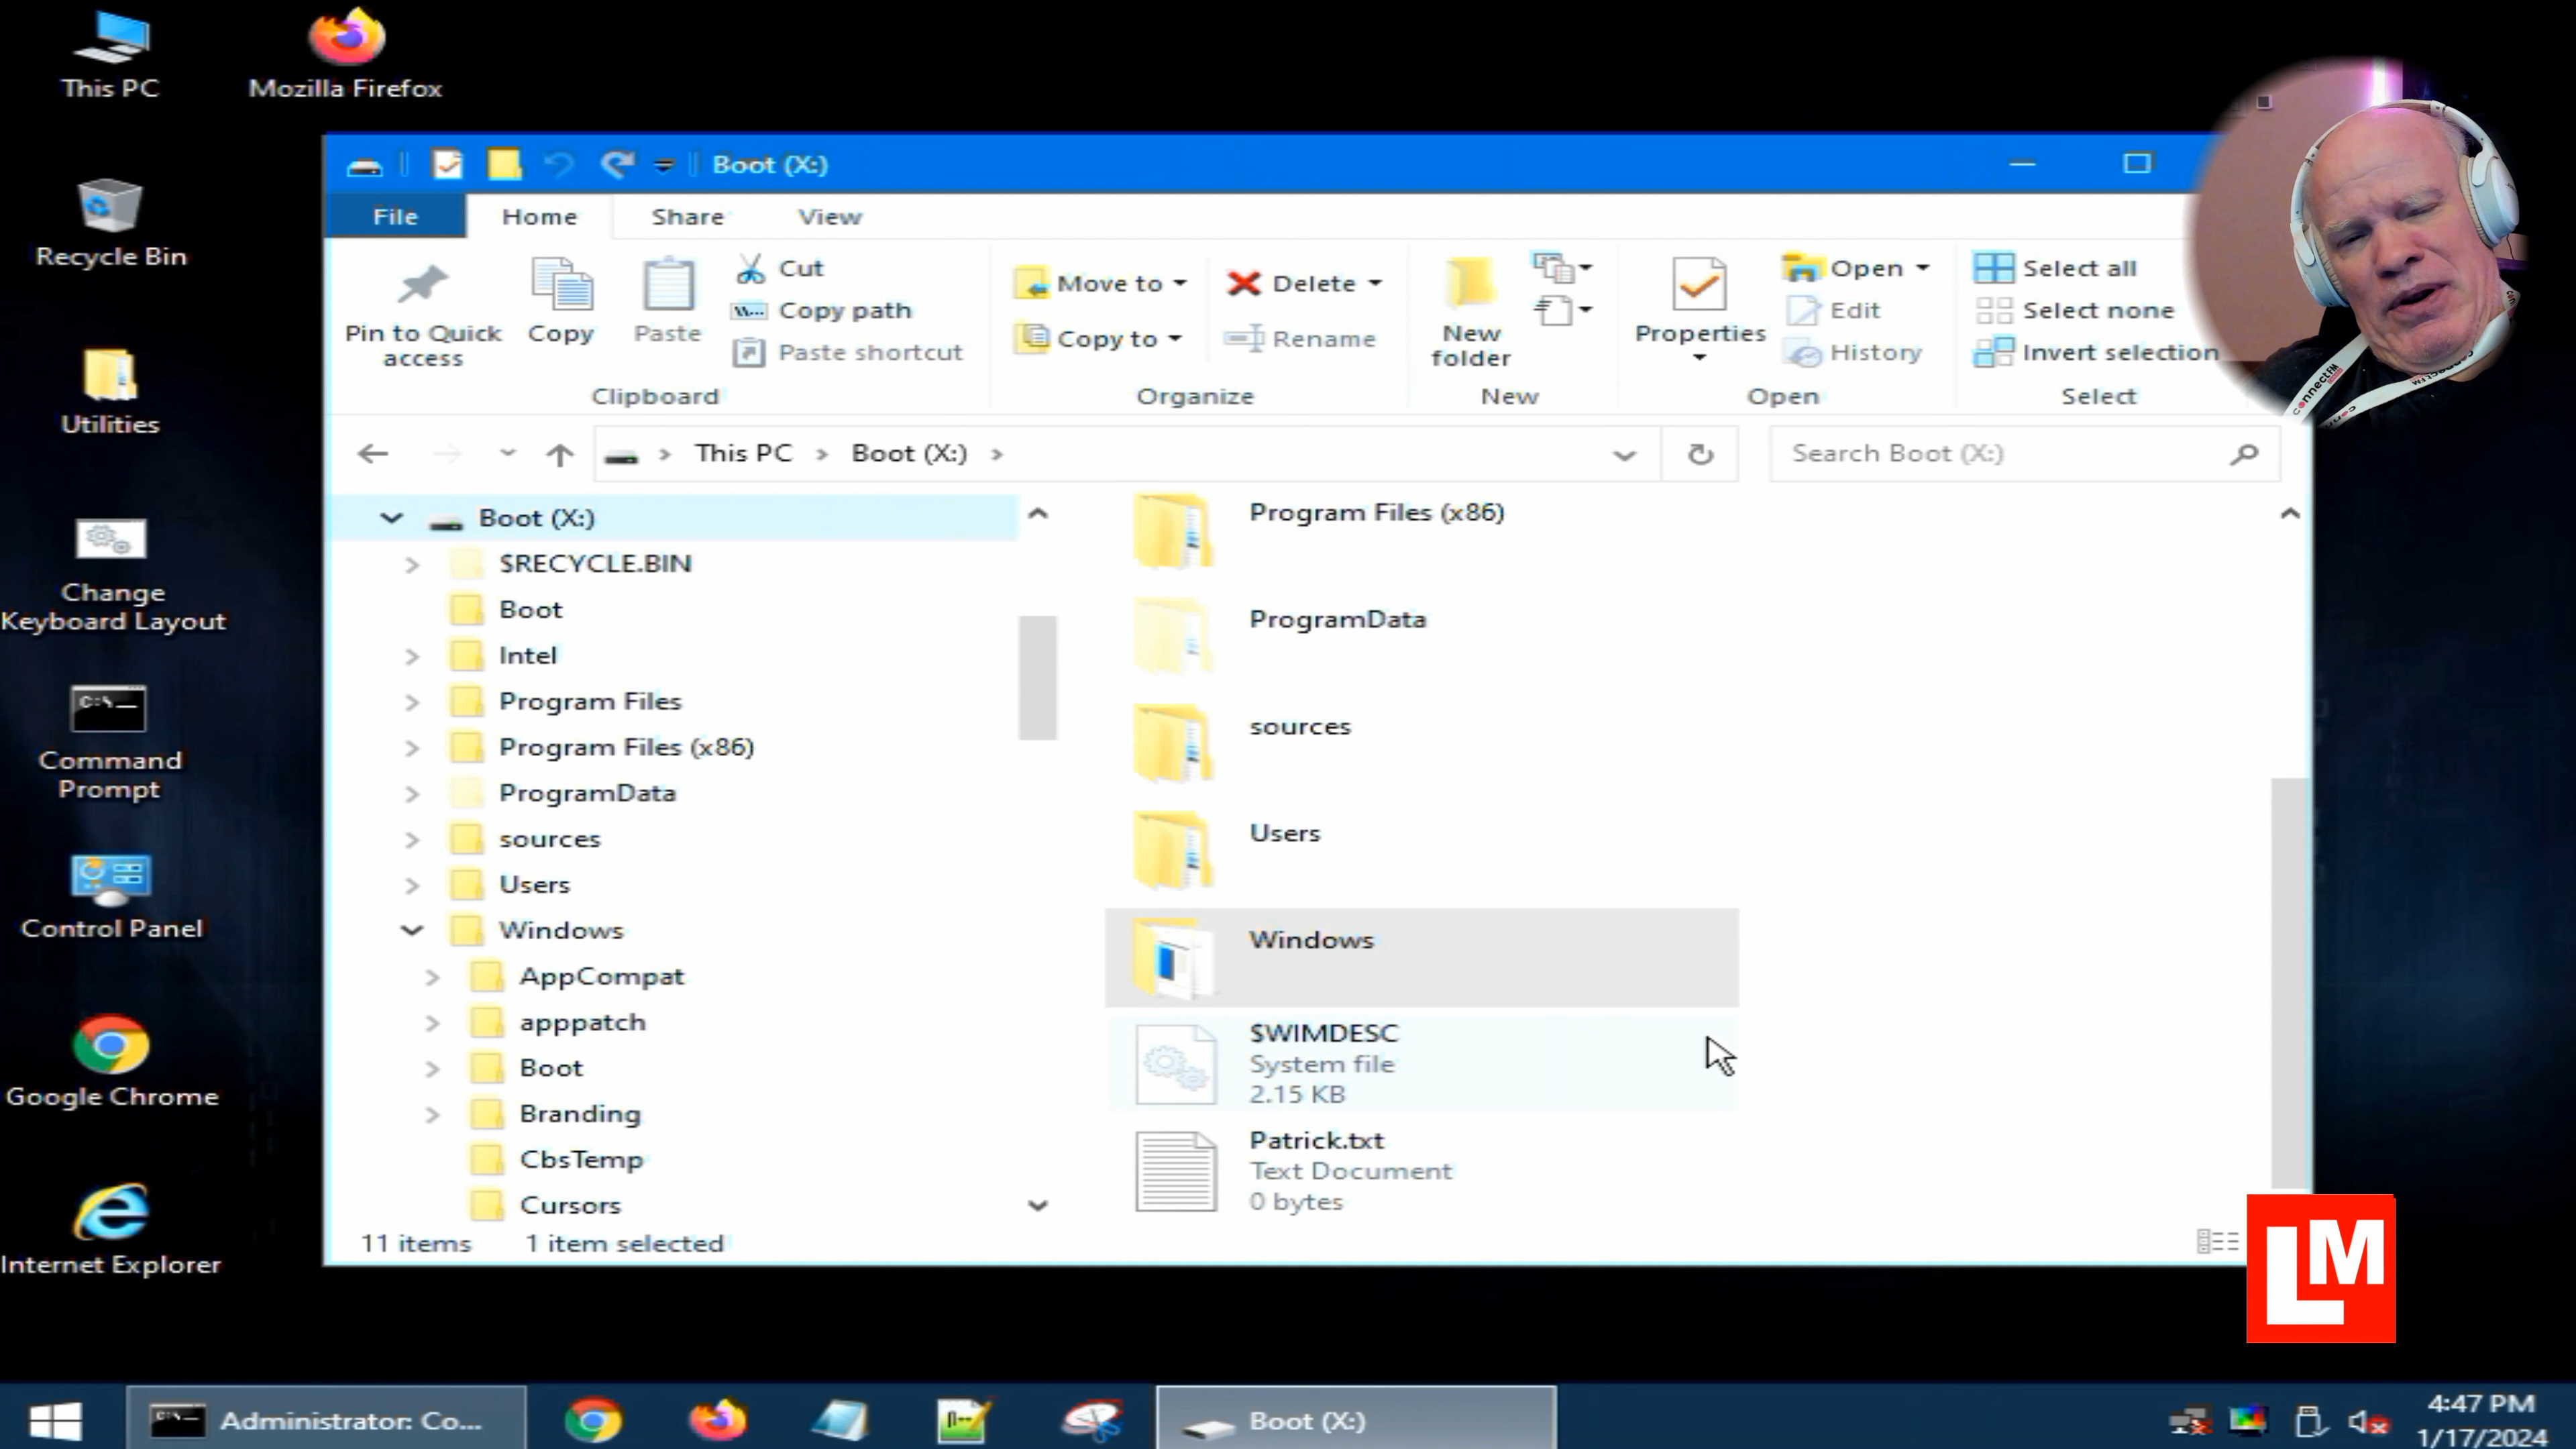 This PC
Mozilla Firefox
Recycle Bin
Utilities
Change
Keyboard Layout
Command
Prompt
Control Panel
Google Chrome
Internet Explorer
Boot (X:)
File
Home
Share
View
Pin to Quick
access
Copy
Paste
Cut
Copy path
Paste shortcut
Clipboard
Move to
Copy to
Delete
Rename
Organize
New
folder
New
Properties
Open
Edit
History
Open
Select all
Select none
Invert selection
Select
This PC
Boot (X:)
Search Boot (X:)
Boot (X:)
$RECYCLE.BIN
Boot
Intel
Program Files
Program Files (x86)
ProgramData
sources
Users
Windows
AppCompat
apppatch
Boot
Branding
CbsTemp
Cursors
Program Files (x86)
ProgramData
sources
Users
Windows
$WIMDESC
System file
2.15 KB
Patrick.txt
Text Document
0 bytes
11 items
1 item selected
connectFM
LM
Administrator: Co...
Boot (X:)
4:47 PM
1/17/2024